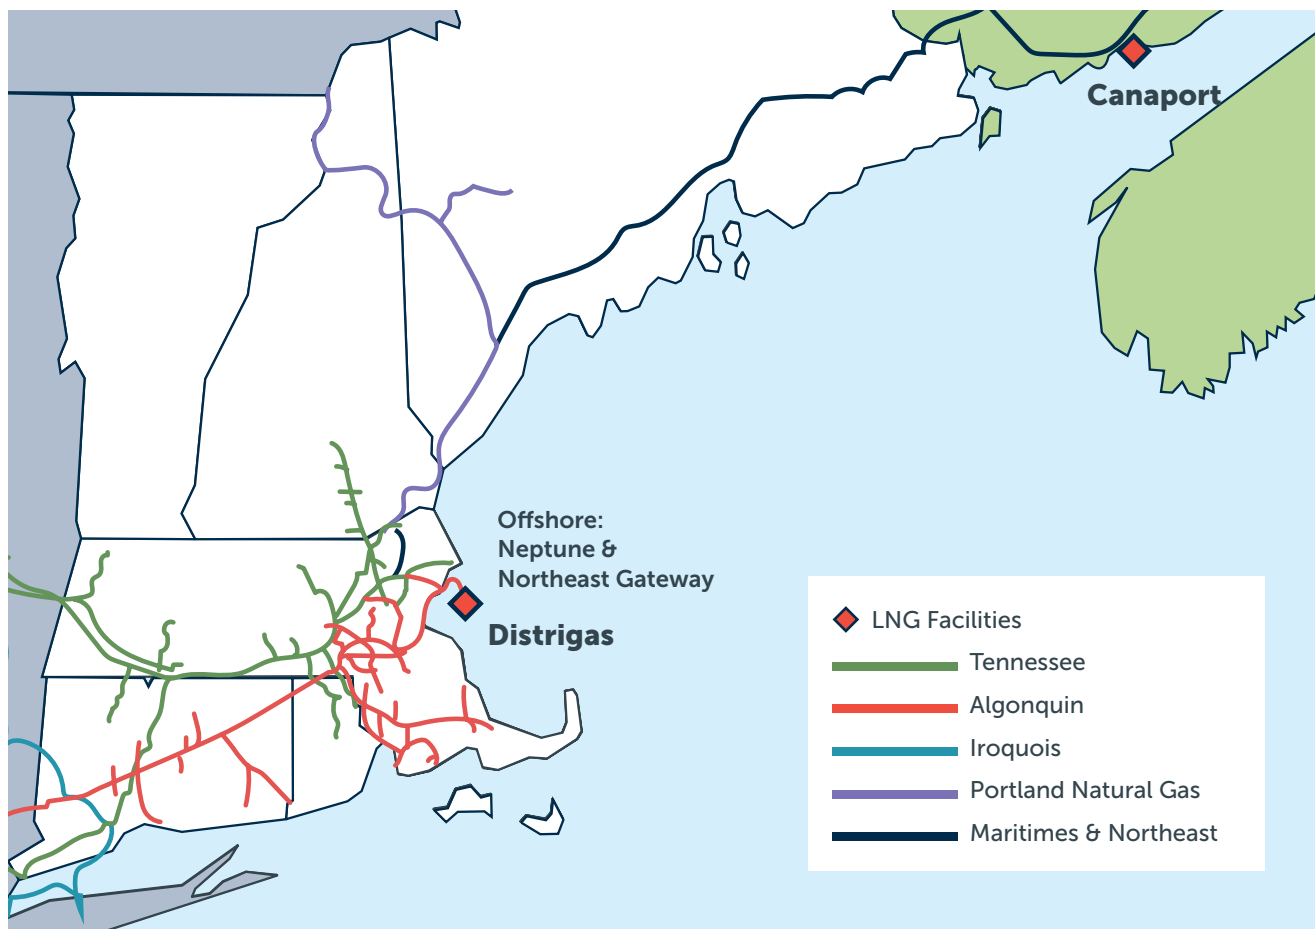 Canaport
Offshore:
Neptune &
Northeast Gateway
Distrigas
LNG Facilities
Tennessee
Algonquin
Iroquois
Portland Natural Gas
Maritimes & Northeast